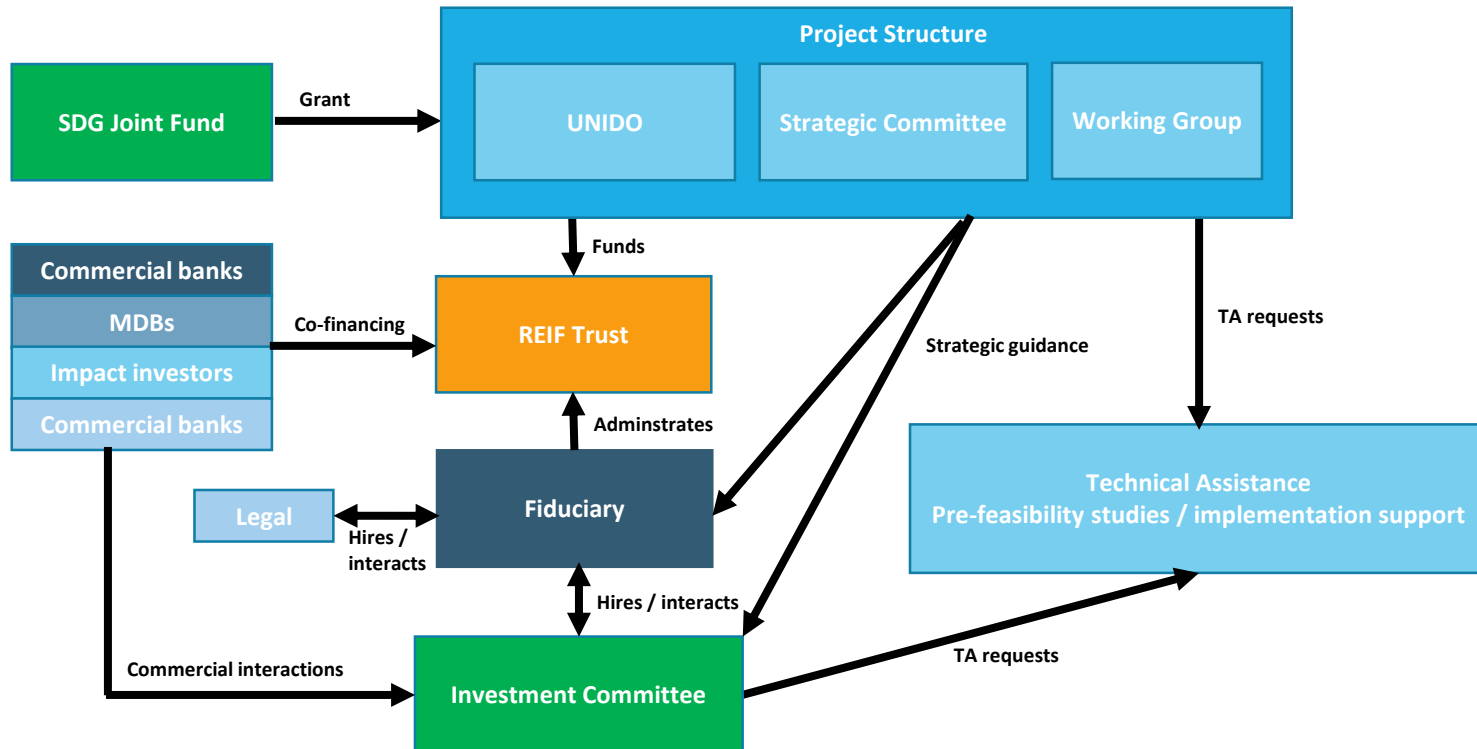 Project Structure
SDG Joint Fund
Grant
UNIDO
Strategic Committee
Working Group
Commercial banks
MDBs
Impact investors
Commercial banks
Funds
Co-financing
REIF Trust
Strategic guidance
TA requests
Adminstrates
Legal
Hires /
interacts
Fiduciary
Technical Assistance
Pre-feasibility studies / implementation support
Hires / interacts
Commercial interactions
Investment Committee
TA requests